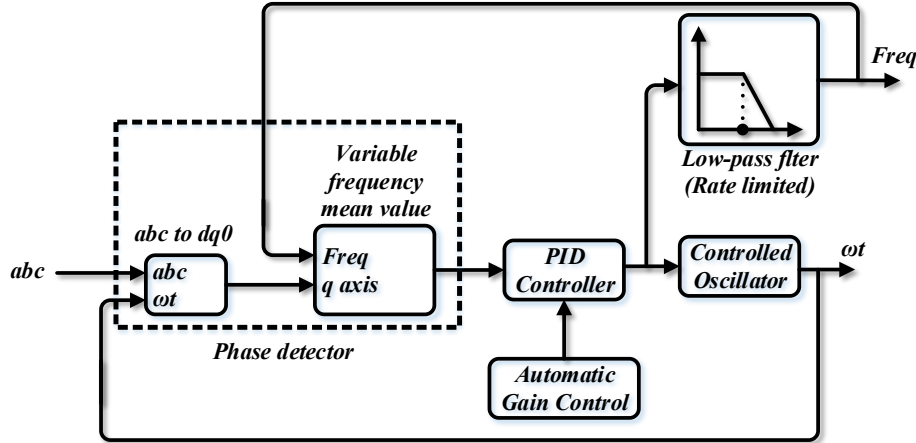 Freq
Low-pass flter
(Rate limited)
Variable
frequency
mean value
abc to dq0
abc
abc
ωt
Freq
q axis
PID
Controller
Controlled
Oscillator
ωt
Phase detector
Automatic
Gain Control